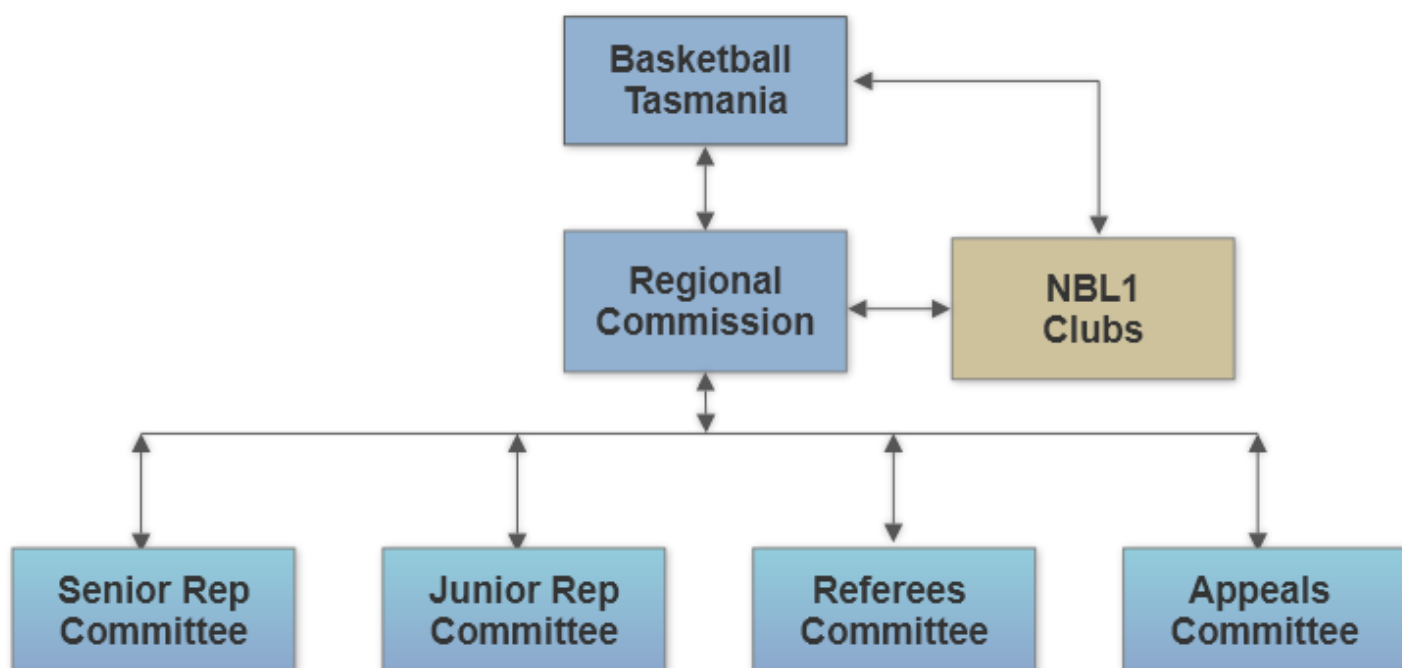 Basketball
Tasmania
Regional
Commission
NBL1
Clubs
Senior Rep
Committee
Junior Rep
Committee
Referees
Committee
Appeals
Committee